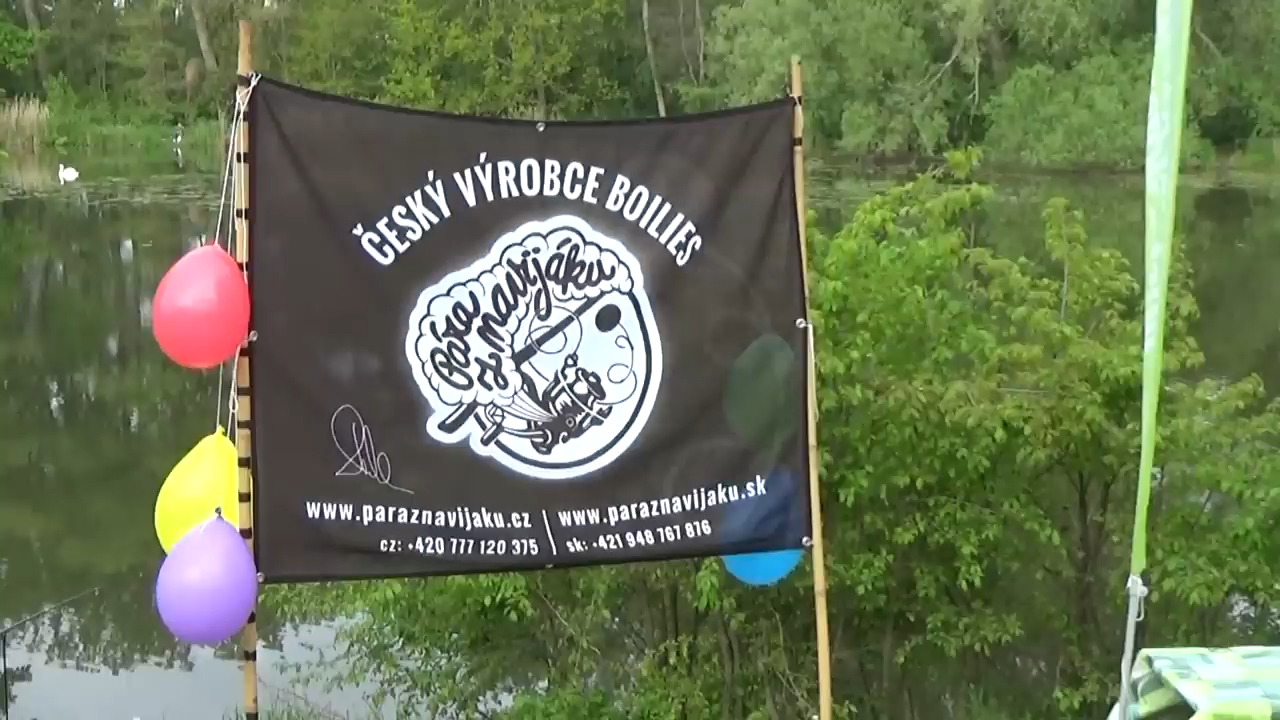 ČESKÝ VÝROBCE BOILIES
Pára
z navijáku
www.paraznavijaku.cz | www.paraznavijaku.sk
cz: +420 777 120 375 | sk: +421 948 767 876